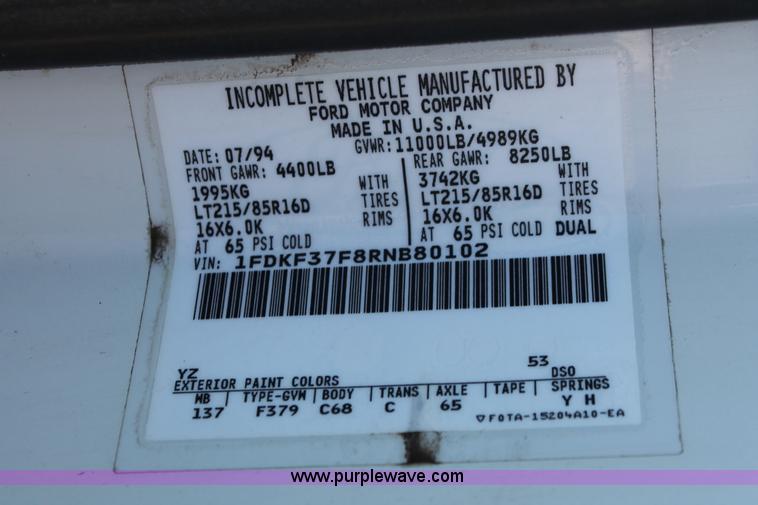 INCOMPLETE VEHICLE MANUFACTURED BY
FORD MOTOR COMPANY
MADE IN U.S.A.
DATE: 07/94 GVWR: 11000LB/4989KG
FRONT GAWR: 4400LB REAR GAWR: 8250LB
1995KG WITH 3742KG WITH
LT215/85R16D TIRES LT215/85R16D TIRES
16X6.0K RIMS 16X6.0K RIMS
AT 65 PSI COLD AT 65 PSI COLD DUAL
VIN: 1FDKF37F8RNB80102
YZ 53
EXTERIOR PAINT COLORS DSO
WB TYPE-GVW BODY TRANS AXLE TAPE SPRINGS
137 F379 C68 C 65 Y H
F0TA-15204A10-EA
www.purplewave.com